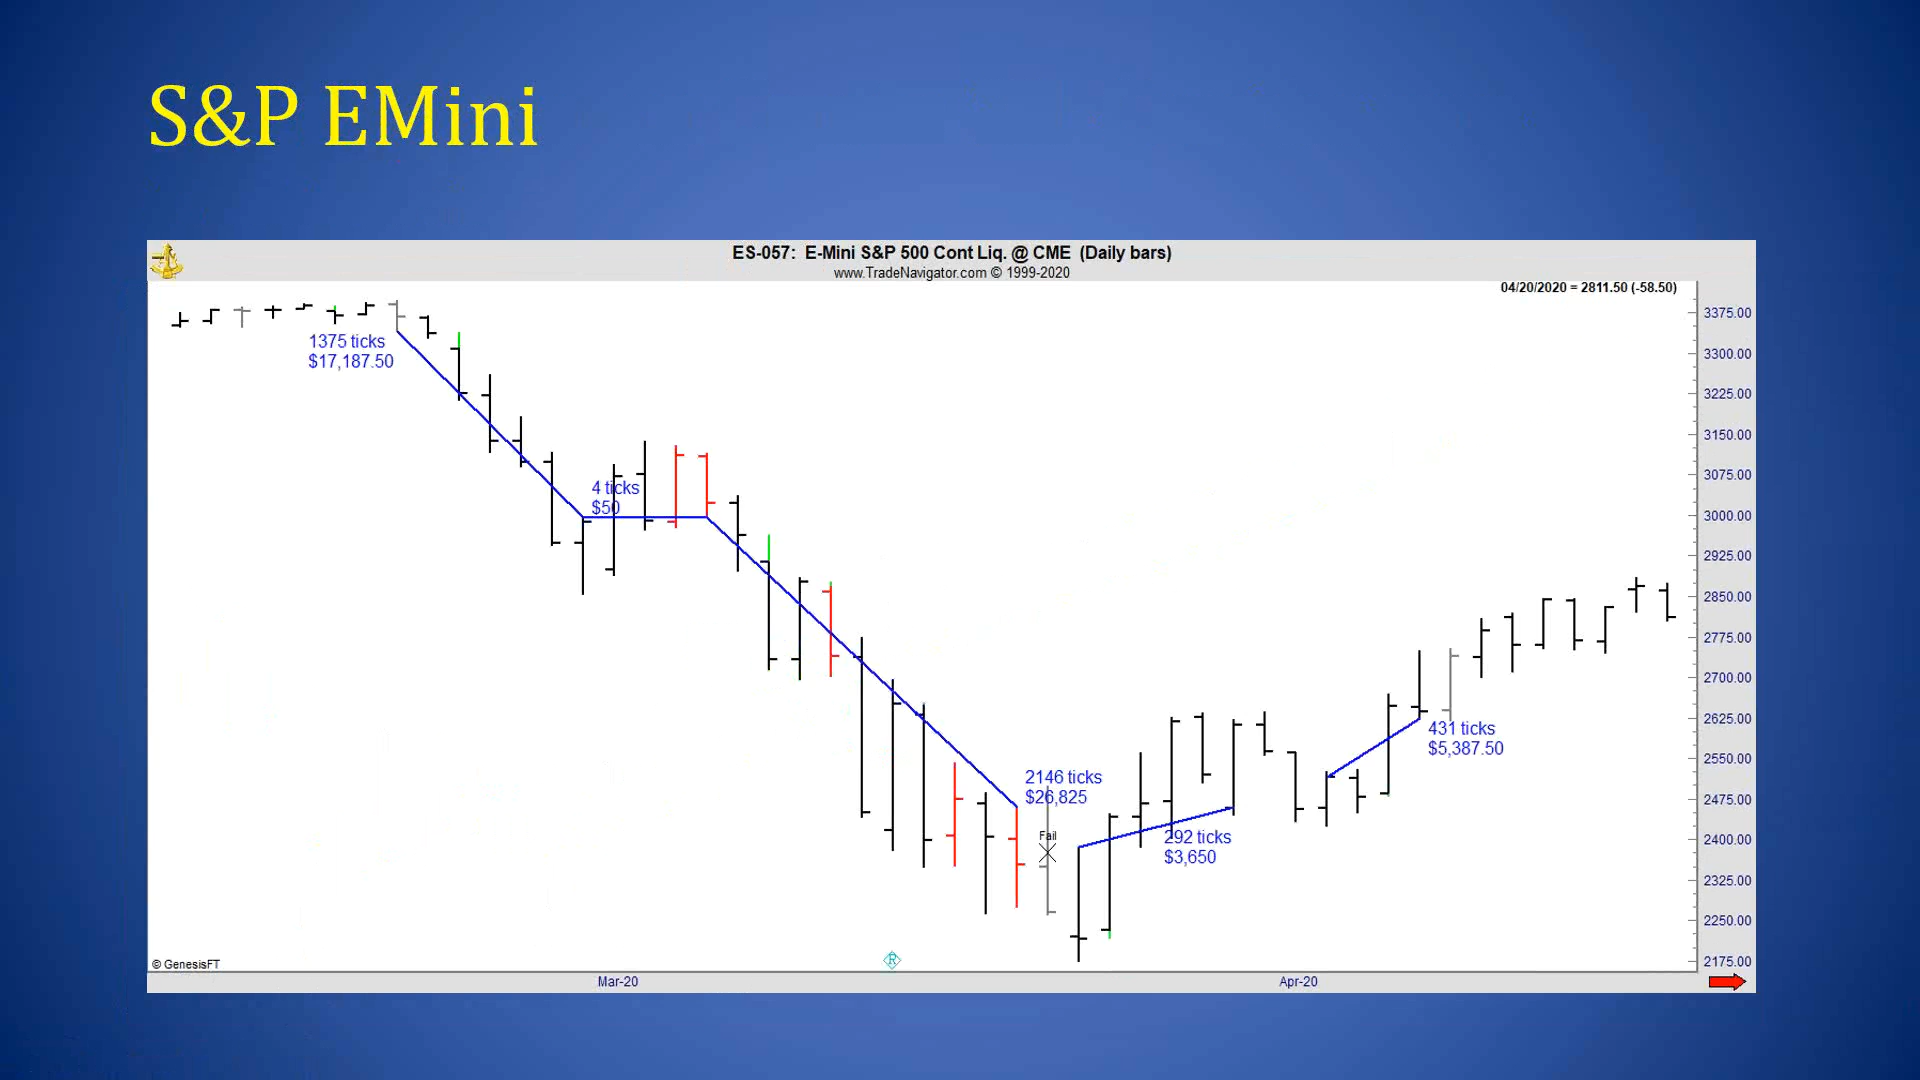 S&P EMini
ES-057: E-Mini S&P 500 Cont Liq. @ CME (Daily bars)
www.TradeNavigator.com © 1999-2020
04/20/2020 = 2811.50 (-58.50)
1375 ticks
$17,187.50
4 ticks
$50
2146 ticks
$26,825
Fail
292 ticks
$3,650
431 ticks
$5,387.50
3375.00
3300.00
3225.00
3150.00
3075.00
3000.00
2925.00
2850.00
2775.00
2700.00
2625.00
2550.00
2475.00
2400.00
2325.00
2250.00
2175.00
R
© GenesisFT
Mar-20
Apr-20